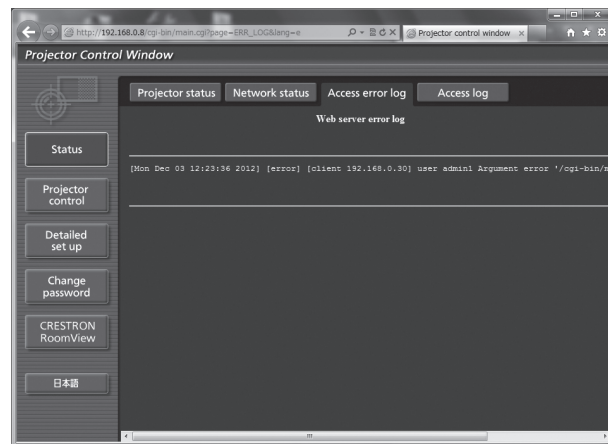 http://192.168.0.8/cgi-bin/main.cgi?page=ERR_LOG&lang=e
Projector control window
Projector Control Window
Projector status
Network status
Access error log
Access log
Web server error log
[Mon Dec 03 12:23:36 2012] [error] [client 192.168.0.30] user admin1 Argument error '/cgi-bin/m
Status
Projector
control
Detailed
set up
Change
password
CRESTRON
RoomView
日本語